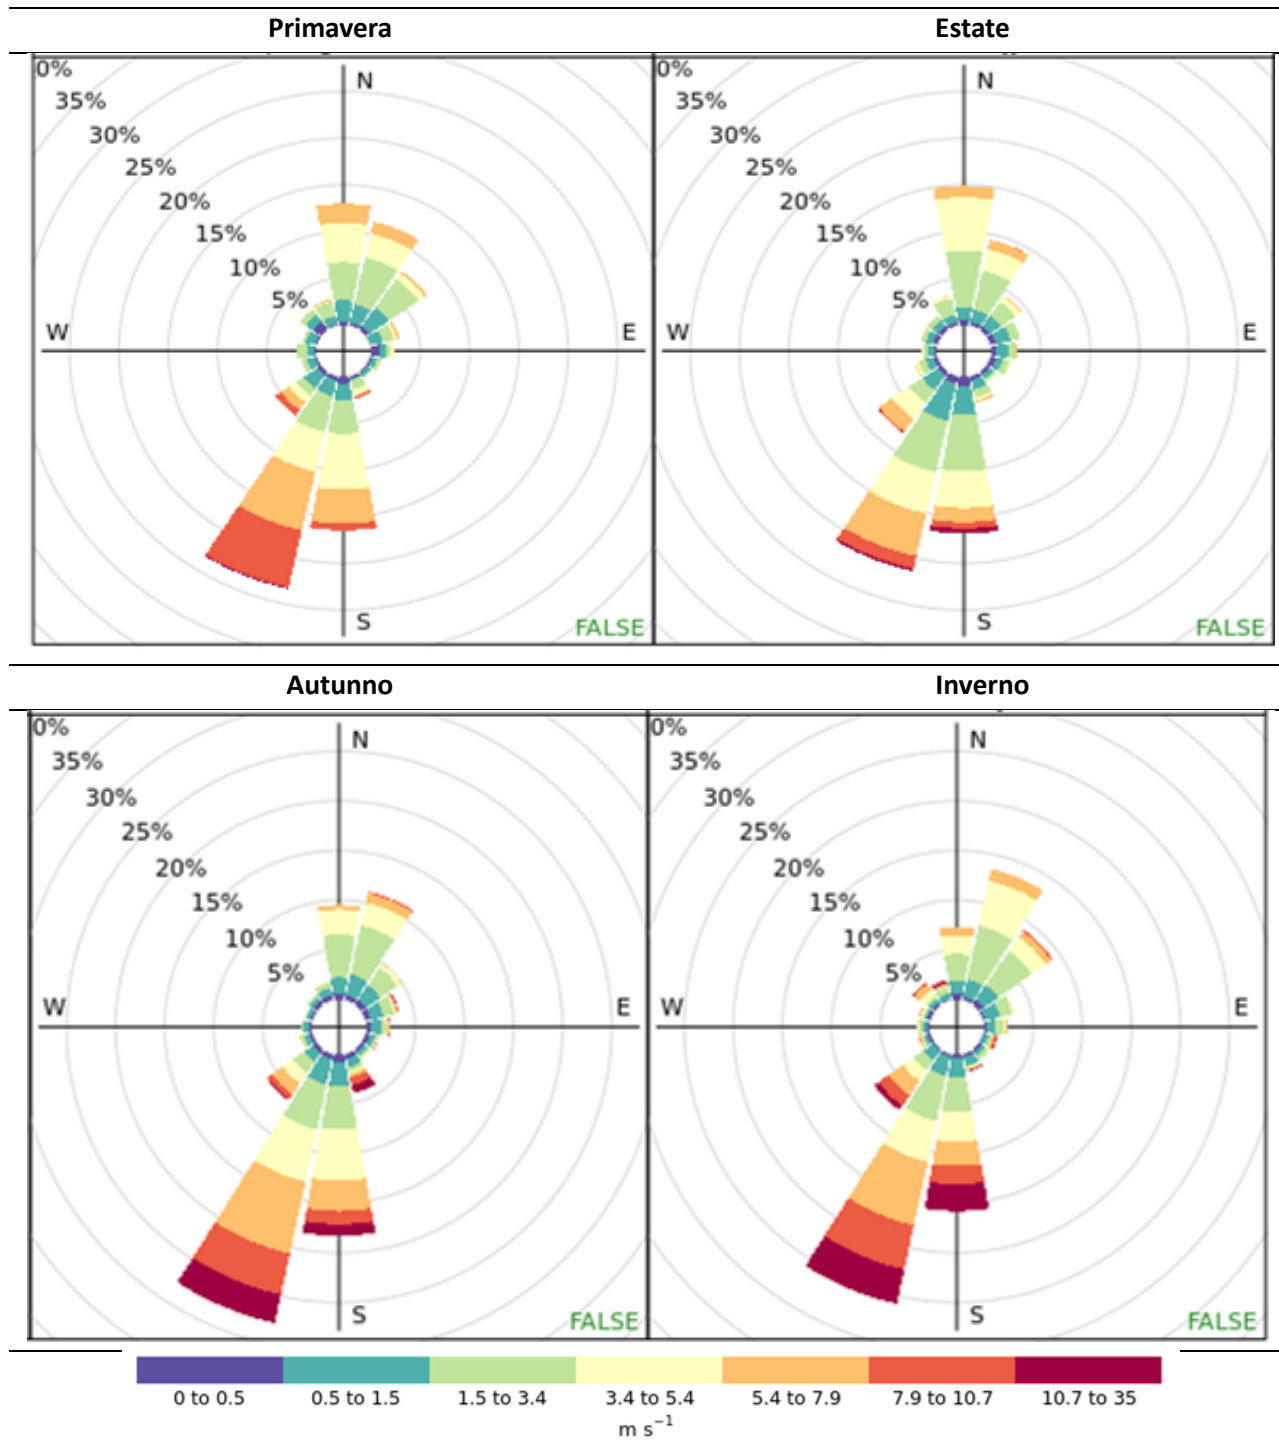 Primavera Estate
0% N 0% N
35% 35%
30% 30%
25% 25%
20% 20%
15% 15%
10% 10%
5% 5%
W E W E
S S
FALSE FALSE
Autunno Inverno
0% N 0% N
35% 35%
30% 30%
25% 25%
20% 20%
15% 15%
10% 10%
5% 5%
W E W E
S S
FALSE FALSE
0 to 0.5 0.5 to 1.5 1.5 to 3.4 3.4 to 5.4 5.4 to 7.9 7.9 to 10.7 10.7 to 35
m s⁻¹